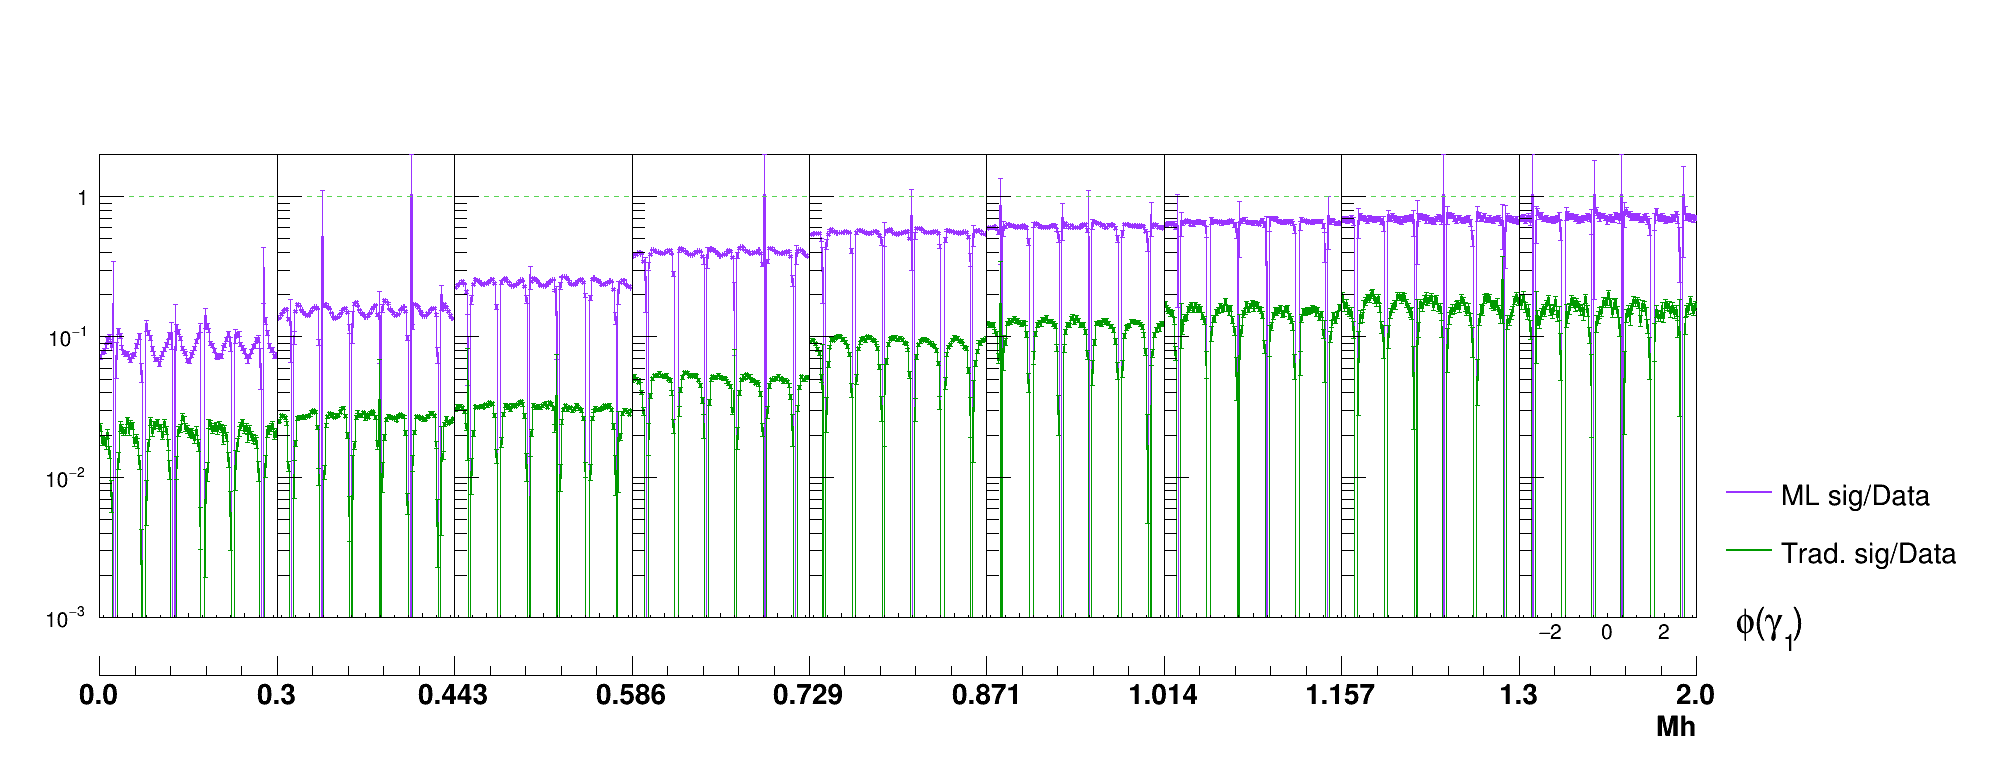 1
10⁻¹
10⁻²
10⁻³
ML sig/Data
Trad. sig/Data
−2 0 2
ϕ(γ₁)
0.0 0.3 0.443 0.586 0.729 0.871 1.014 1.157 1.3 2.0
Mh